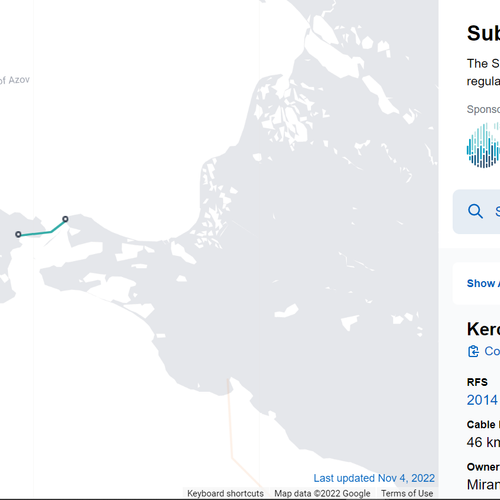 of Azov
Sub
The S
regula
Sponso
S
Show A
Kerc
Co
RFS
2014
Cable
46 km
Owner
Miran
Last updated Nov 4, 2022
Keyboard shortcuts Map data ©2022 Google Terms of Use